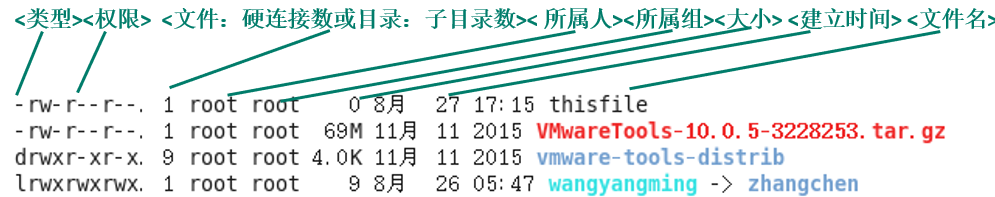 <类型><权限> <文件：硬连接数或目录：子目录数>< 所属人><所属组><大小> <建立时间> <文件名>
-rw-r--r--. 1 root root 0 8月 27 17:15 thisfile
-rw-r--r--. 1 root root 69M 11月 11 2015 VMwareTools-10.0.5-3228253.tar.gz
drwxr-xr-x. 9 root root 4.0K 11月 11 2015 vmware-tools-distrib
lrwxrwxrwx. 1 root root 9 8月 26 05:47 wangyangming -> zhangchen